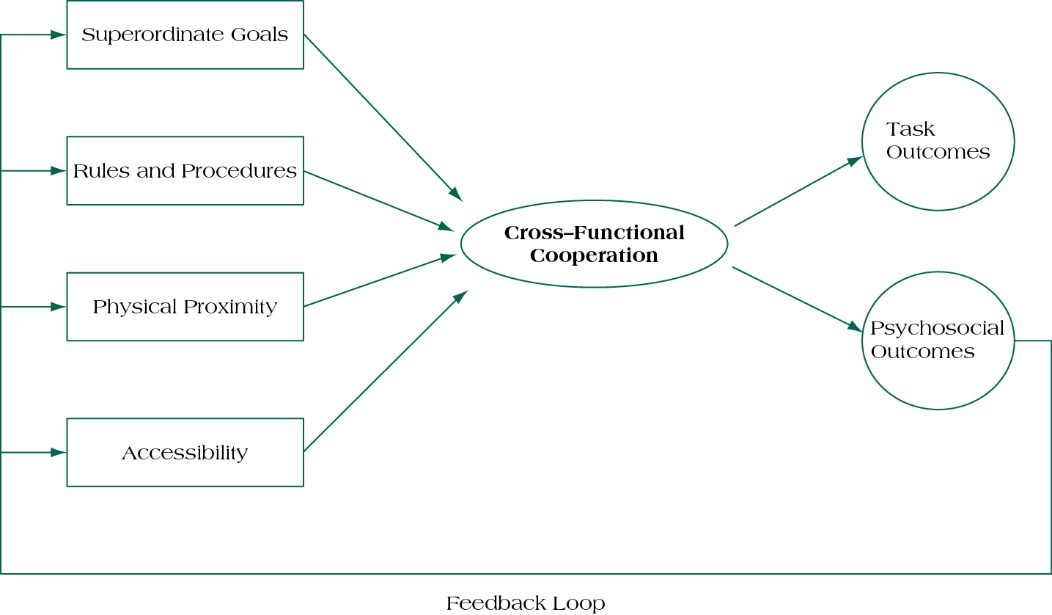 Superordinate Goals
Rules and Procedures
Physical Proximity
Accessibility
Cross–Functional
Cooperation
Task
Outcomes
Psychosocial
Outcomes
Feedback Loop